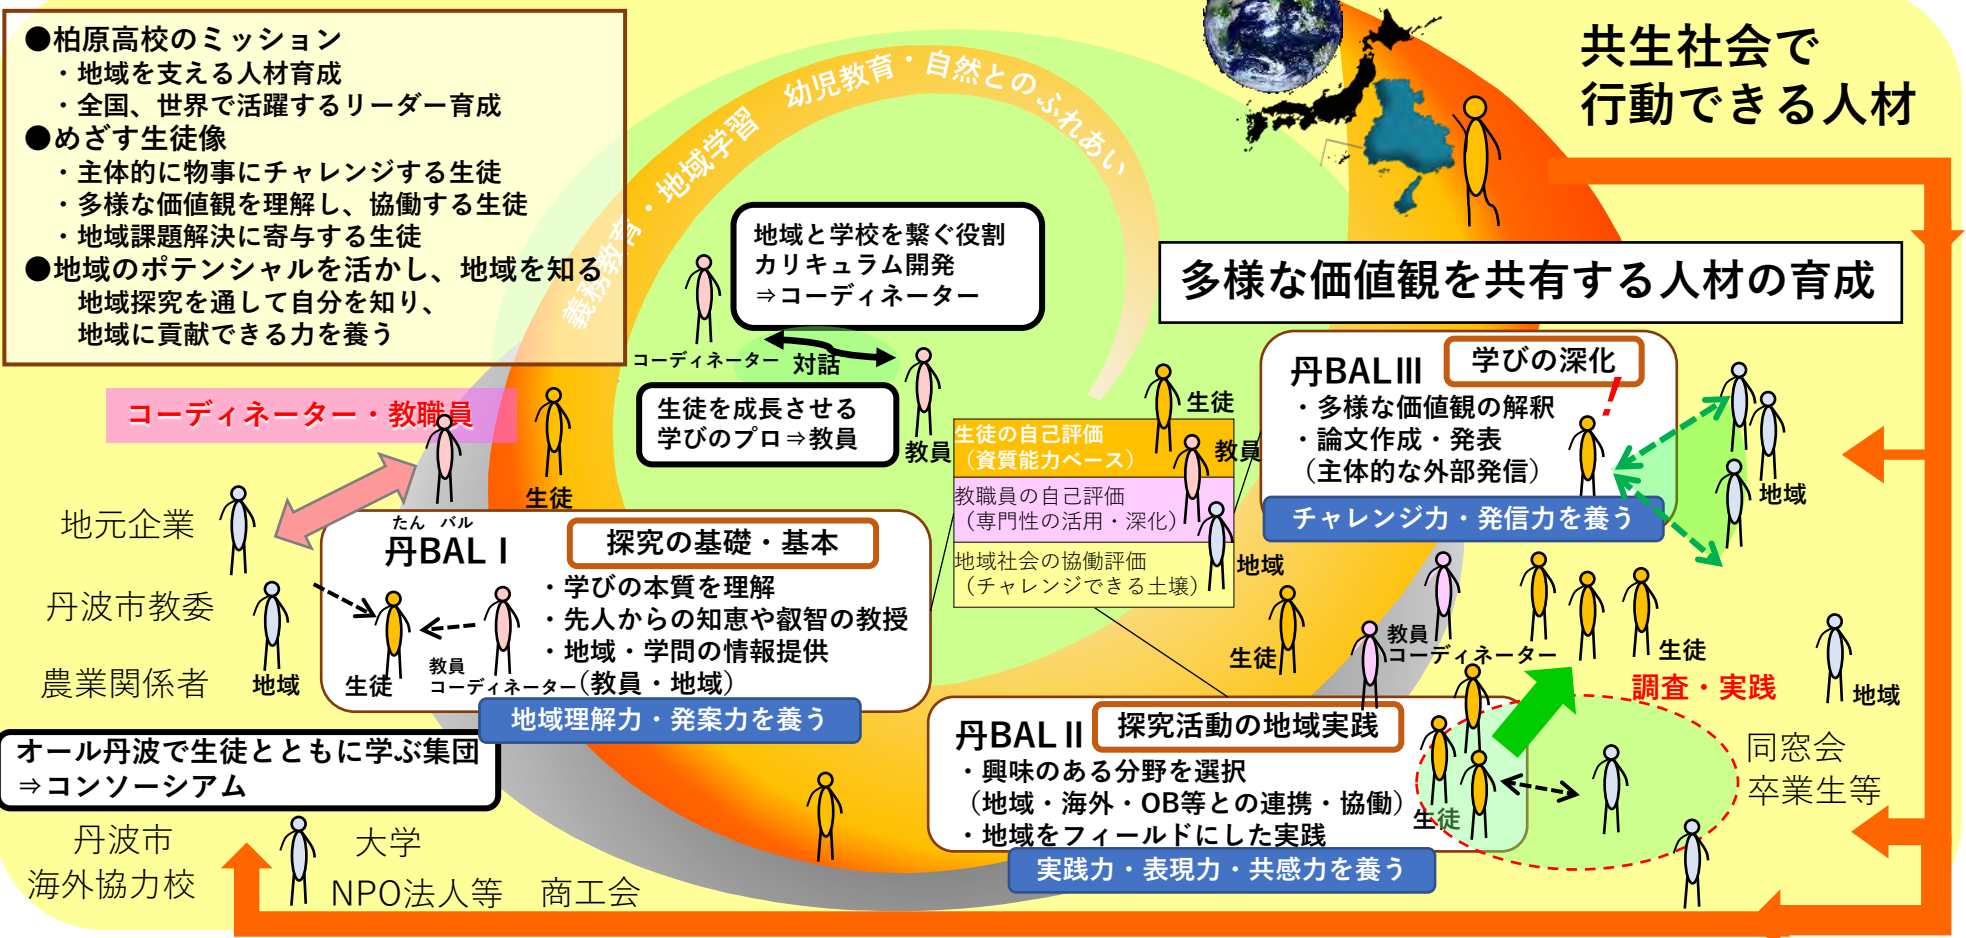 ●柏原高校のミッション
・地域を支える人材育成
・全国、世界で活躍するリーダー育成
●めざす生徒像
・主体的に物事にチャレンジする生徒
・多様な価値観を理解し、協働する生徒
・地域課題解決に寄与する生徒
●地域のポテンシャルを活かし、地域を知る
地域探究を通して自分を知り、
地域に貢献できる力を養う
義務教育・地域学習 幼児教育・自然とのふれあい
共生社会で
行動できる人材
多様な価値観を共有する人材の育成
地域と学校を繋ぐ役割
カリキュラム開発
⇒コーディネーター
コーディネーター
対話
教員
生徒を成長させる
学びのプロ⇒教員
コーディネーター・教職員
生徒
生徒の自己評価
（資質能力ベース）
教職員の自己評価
（専門性の活用・深化）
地域社会の協働評価
（チャレンジできる土壌）
生徒
教員
地域
丹BALⅢ
学びの深化
!
・多様な価値観の解釈
・論文作成・発表
（主体的な外部発信）
チャレンジ力・発信力を養う
地域
地元企業
丹波市教委
農業関係者
地域
たん バル
丹BALⅠ
探究の基礎・基本
・学びの本質を理解
・先人からの知恵や叡智の教授
・地域・学問の情報提供
（教員・地域）
生徒
教員
コーディネーター
地域理解力・発案力を養う
生徒
教員
コーディネーター
生徒
調査・実践
地域
丹BALⅡ
探究活動の地域実践
・興味のある分野を選択
（地域・海外・OB等との連携・協働）
・地域をフィールドにした実践
生徒
実践力・表現力・共感力を養う
同窓会
卒業生等
オール丹波で生徒とともに学ぶ集団
⇒コンソーシアム
丹波市
海外協力校
大学
NPO法人等
商工会